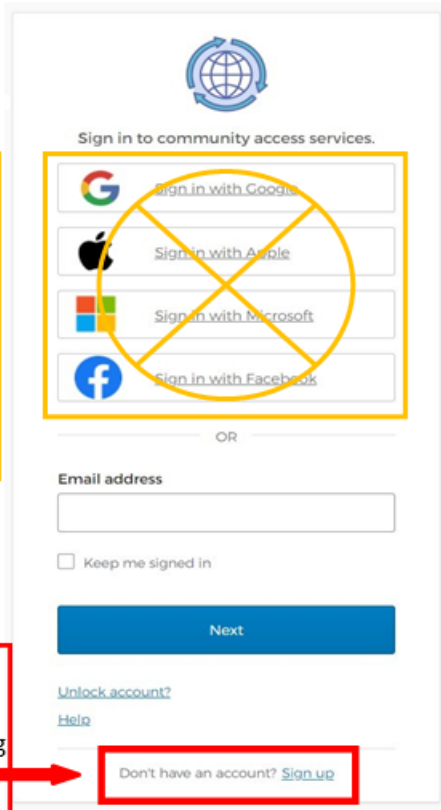 Sign in to community access services.
Sign in with Google
Sign in with Apple
Sign in with Microsoft
Sign in with Facebook
OR
Email address
Keep me signed in
Next
Unlock account?
Help
g
Don't have an account? Sign up